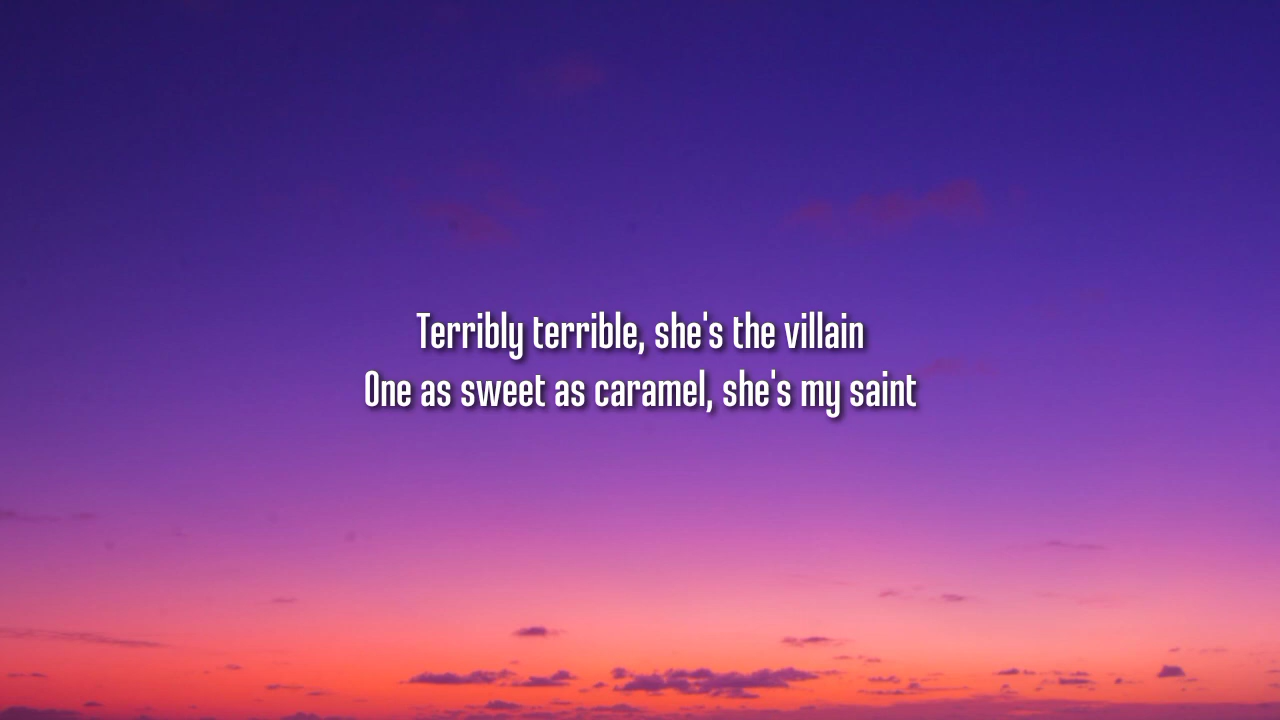 Terribly terrible, she's the villain
One as sweet as caramel, she's my saint